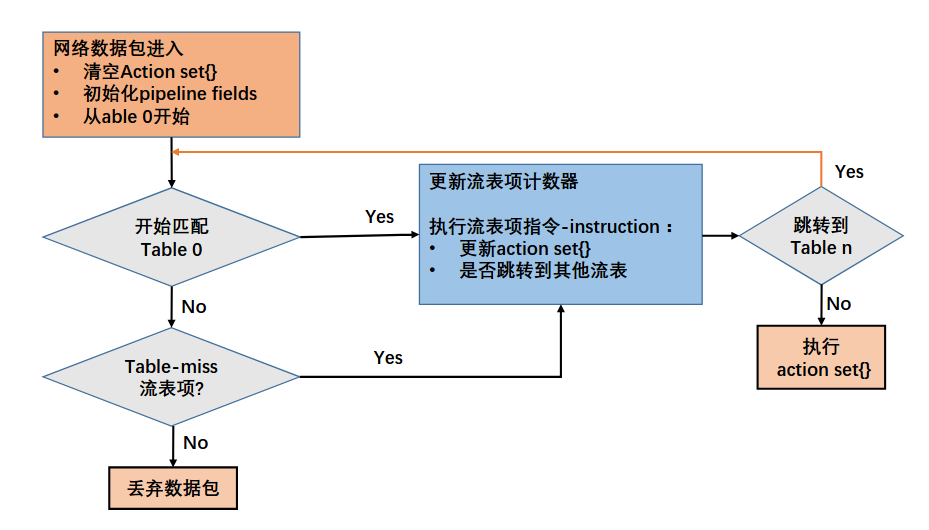 网络数据包进入
• 清空Action set{}
• 初始化pipeline fields
• 从able 0开始
开始匹配
Table 0
Yes
No
Table-miss
流表项?
Yes
No
丢弃数据包
更新流表项计数器
执行流表项指令-instruction：
• 更新action set{}
• 是否跳转到其他流表
跳转到
Table n
Yes
No
执行
action set{}